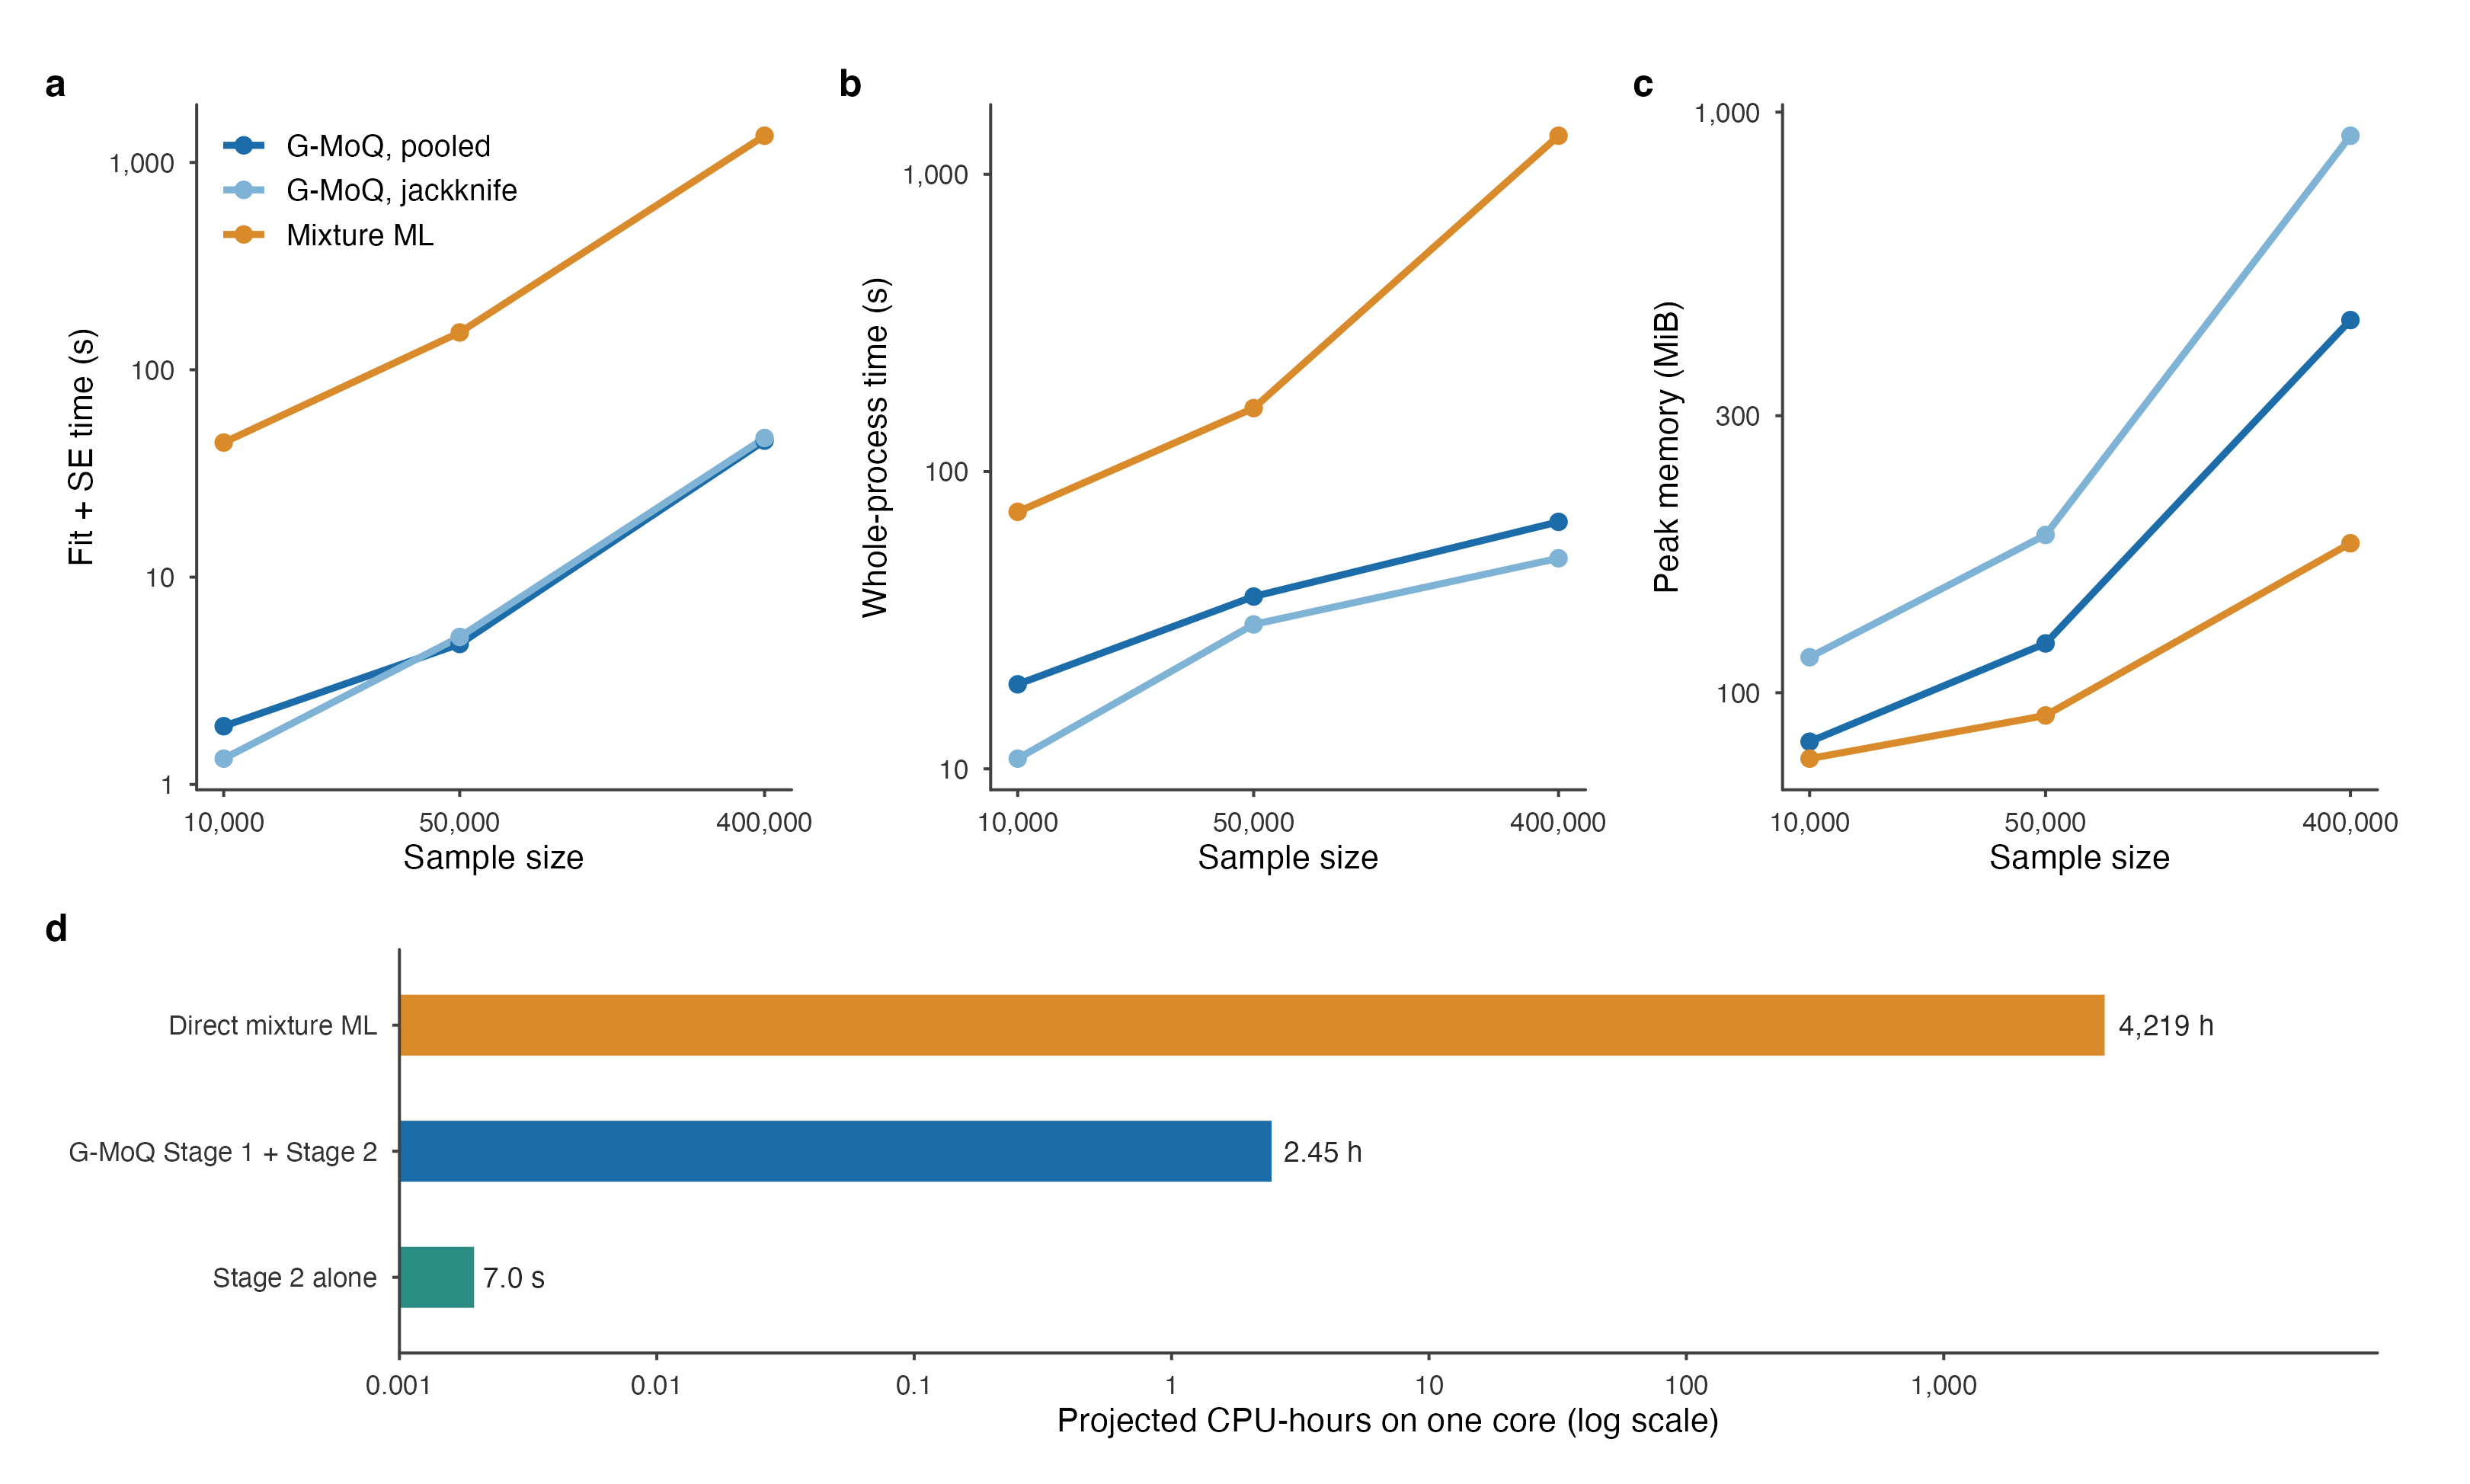 a
Fit + SE time (s)
1,000
100
10
1
G-MoQ, pooled
G-MoQ, jackknife
Mixture ML
10,000
50,000
400,000
Sample size
b
Whole-process time (s)
1,000
100
10
10,000
50,000
400,000
Sample size
c
Peak memory (MiB)
1,000
300
100
10,000
50,000
400,000
Sample size
d
Direct mixture ML
4,219 h
G-MoQ Stage 1 + Stage 2
2.45 h
Stage 2 alone
7.0 s
0.001
0.01
0.1
1
10
100
1,000
Projected CPU-hours on one core (log scale)